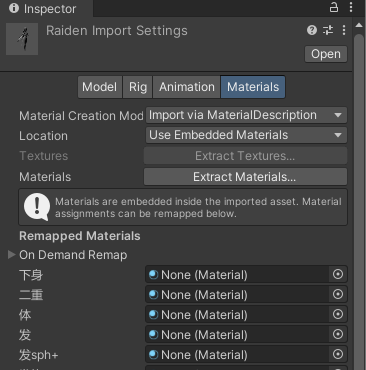 Inspector
Raiden Import Settings
Open
Model Rig Animation Materials
Material Creation Mod Import via MaterialDescription
Location Use Embedded Materials
Textures Extract Textures...
Materials Extract Materials...
Materials are embedded inside the imported asset. Material
assignments can be remapped below.
Remapped Materials
On Demand Remap
下身 None (Material)
二重 None (Material)
体 None (Material)
发 None (Material)
发sph+ None (Material)